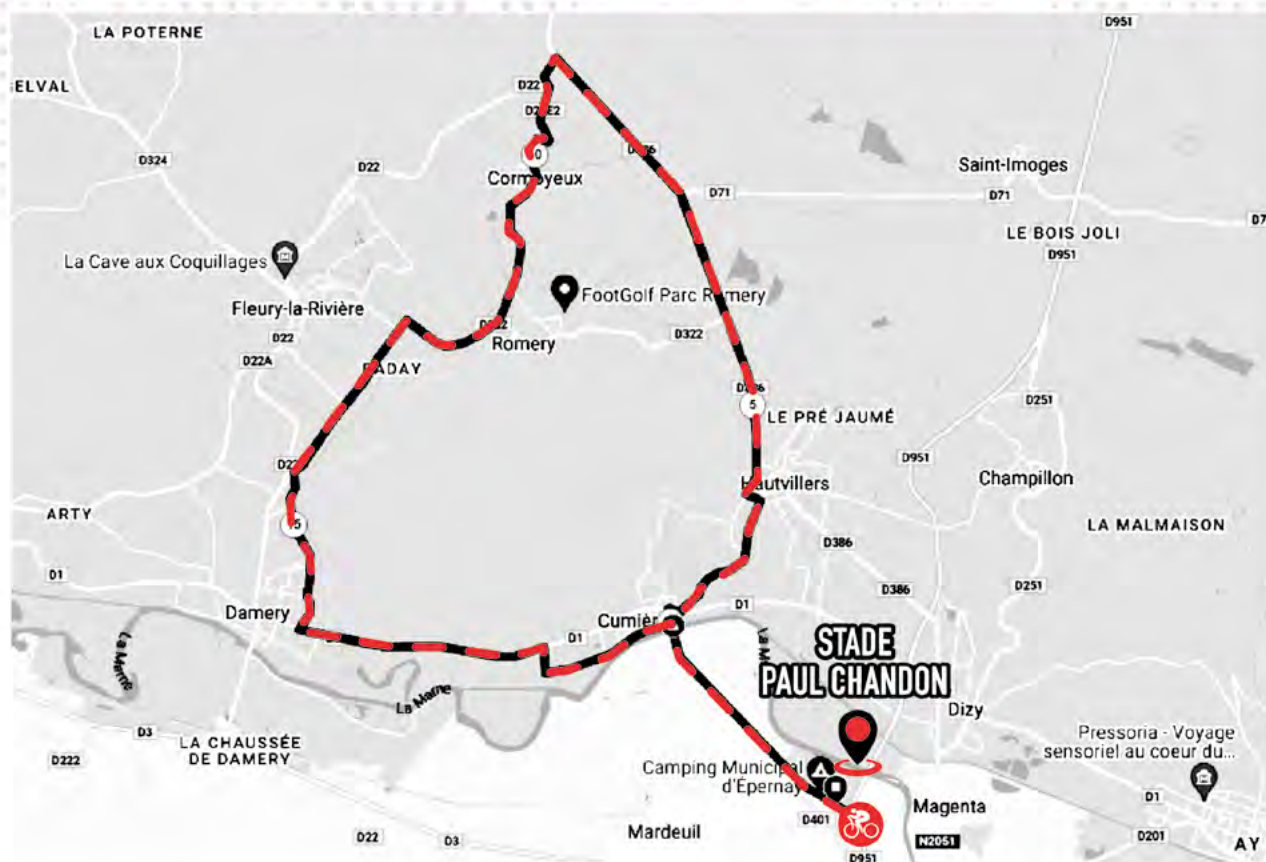 LA POTERNE
D951
ELVAL
D22
D324
D22
Cormoyeux
Saint-Imoges
D71
D71
LE BOIS JOLI
D951
La Cave aux Coquillages
FootGolf Parc Romery
Fleury-la-Rivière
D22
Romery
D322
D22A
5
LE PRÉ JAUMÉ
D251
D951
Hautvillers
Champillon
ARTY
LA MALMAISON
D386
D1
D386
D251
Damery
Cumièr
D1
D1
La Marne
STADE
PAUL CHANDON
La Marne
Dizy
D3
LA CHAUSSÉE
DE DAMERY
D222
Pressoria - Voyage
sensoriel au coeur du...
Camping Municipal
d'Épernay
Magenta
D1
D401
Mardeuil
D22
D3
N2051
D201
AY
D951